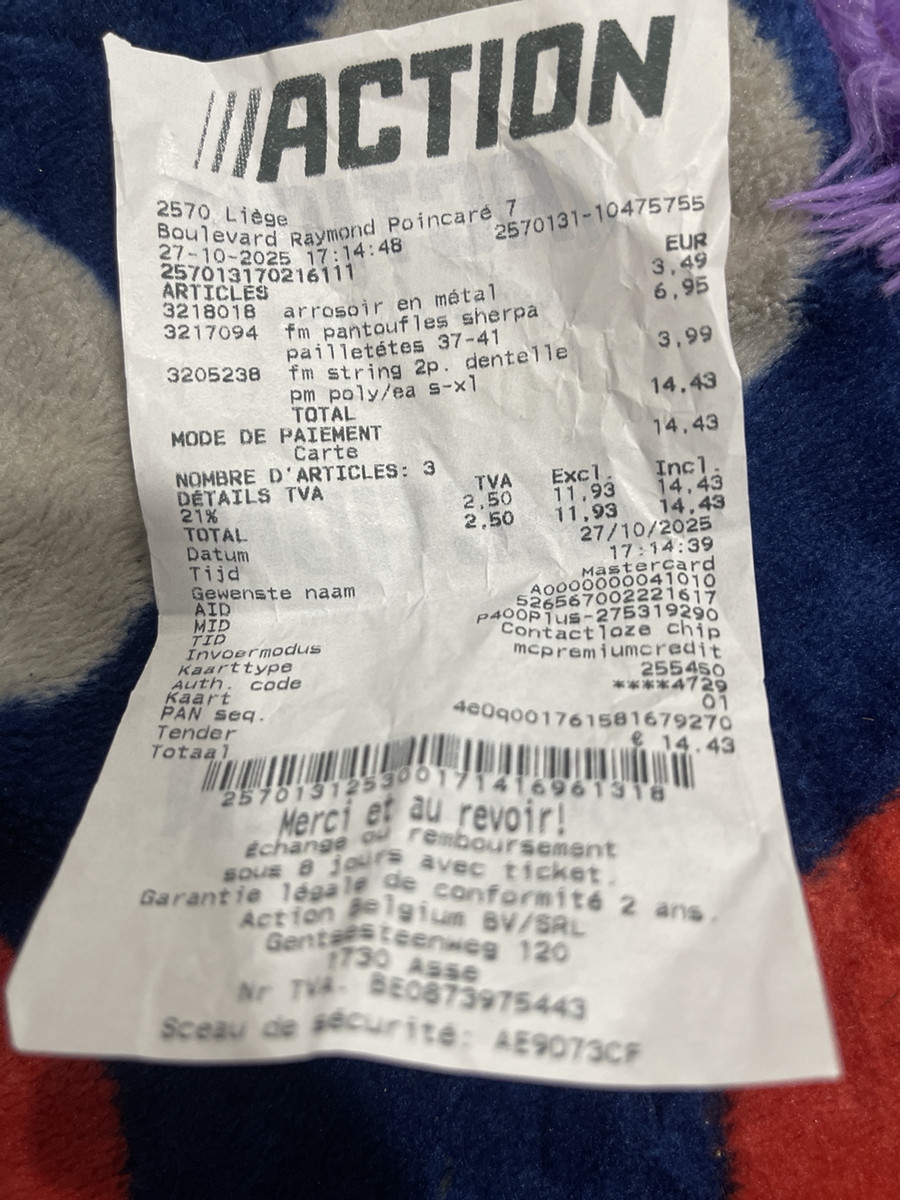 ACTION
2570 Liège
Boulevard Raymond Poincaré 7
27-10-2025 17:14:48 2570131-10475755
257013170216111 EUR
ARTICLES
3218018 arrosoir en métal 3,49
3217094 fm pantoufles sherpa 6,95
pailletétes 37-41
3205238 fm string 2p. dentelle 3,99
pm poly/ea s-xl
TOTAL 14,43
MODE DE PAIEMENT
Carte 14,43
NOMBRE D'ARTICLES: 3
DÉTAILS TVA TVA Excl. Incl.
21% 2,50 11,93 14,43
TOTAL 2,50 11,93 14,43
Datum 27/10/2025
Tijd 17:14:39
Gewenste naam Mastercard
AID A0000000041010
MID 526567002221617
TID P400Plus-275319290
Invoermodus Contactloze chip
Kaarttype mcpremiumcredit
Auth. code 255450
Kaart ****4729
PAN seq. 01
Tender 4e0q001761581679270
Totaal € 14.43
257013125300171416961318
Merci et au revoir!
échange ou remboursement
sous 8 jours avec ticket.
Garantie légale de conformité 2 ans.
Action Belgium BV/SRL
Gentsesteenweg 120
1730 Asse
Nr TVA. BE0873975443
Sceau de sécurité: AE9073CF